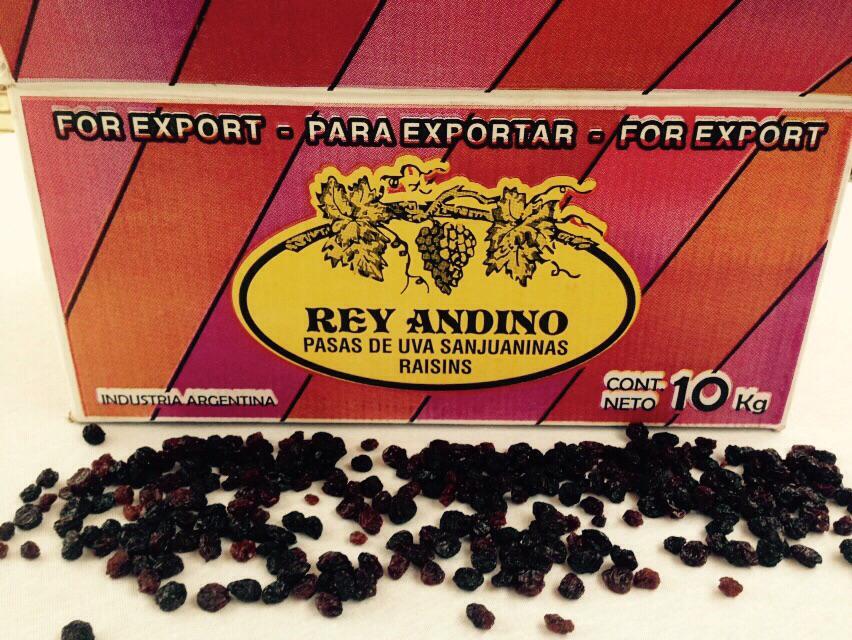 FOR EXPORT - PARA EXPORTAR - FOR EXPORT
REY ANDINO
PASAS DE UVA SANJUANINAS
RAISINS
INDUSTRIA ARGENTINA
CONT. NETO 10 Kg